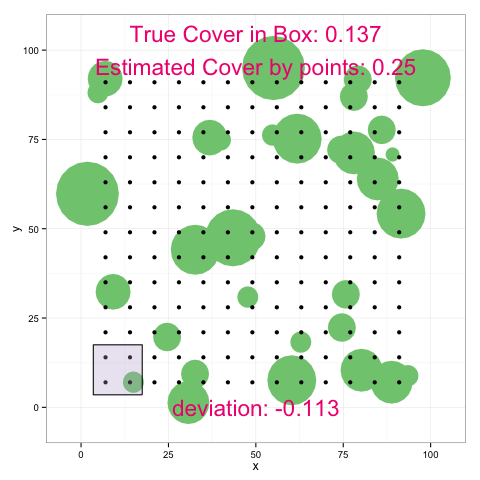 True Cover in Box: 0.137
100
Estimated Cover by points: 0.25
75
y
50
25
deviation: -0.113
0
0 25 50 75 100
x